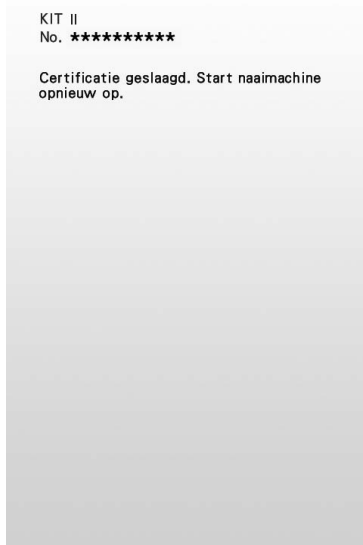 KIT II
No. **********
Certificatie geslaagd. Start naaimachine
opnieuw op.